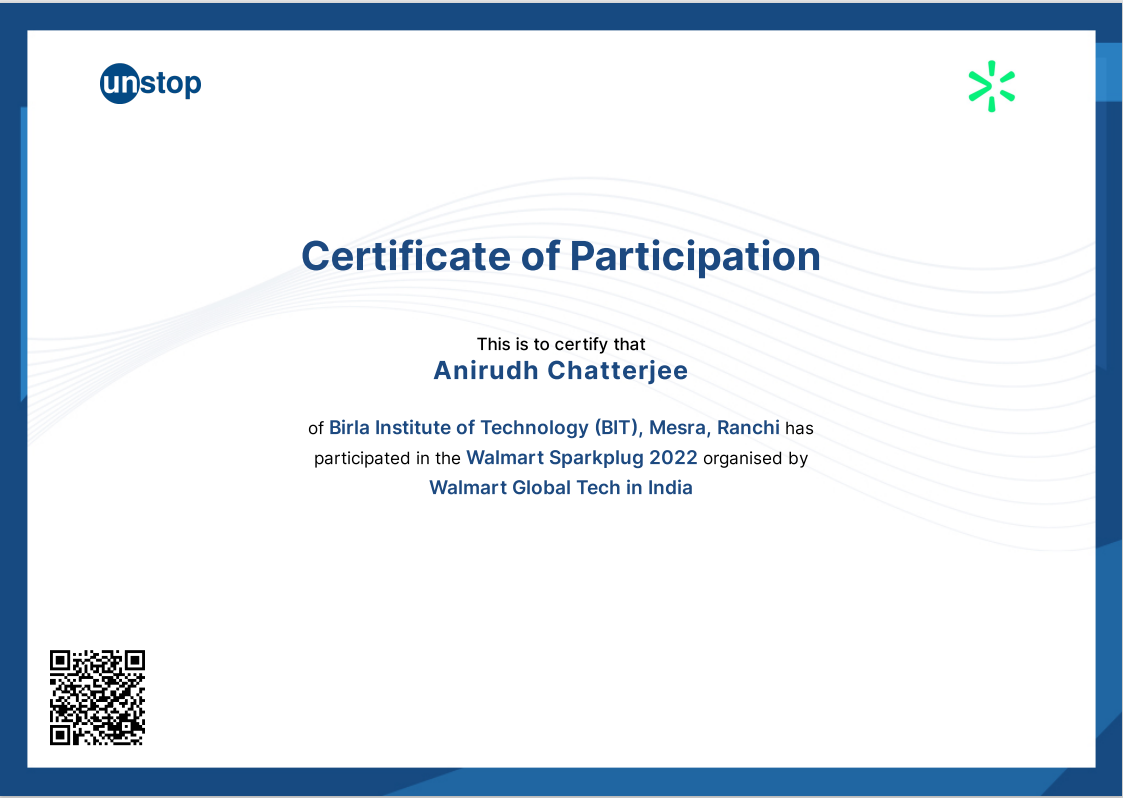 unstop
Certificate of Participation
This is to certify that
Anirudh Chatterjee
of Birla Institute of Technology (BIT), Mesra, Ranchi has
participated in the Walmart Sparkplug 2022 organised by
Walmart Global Tech in India